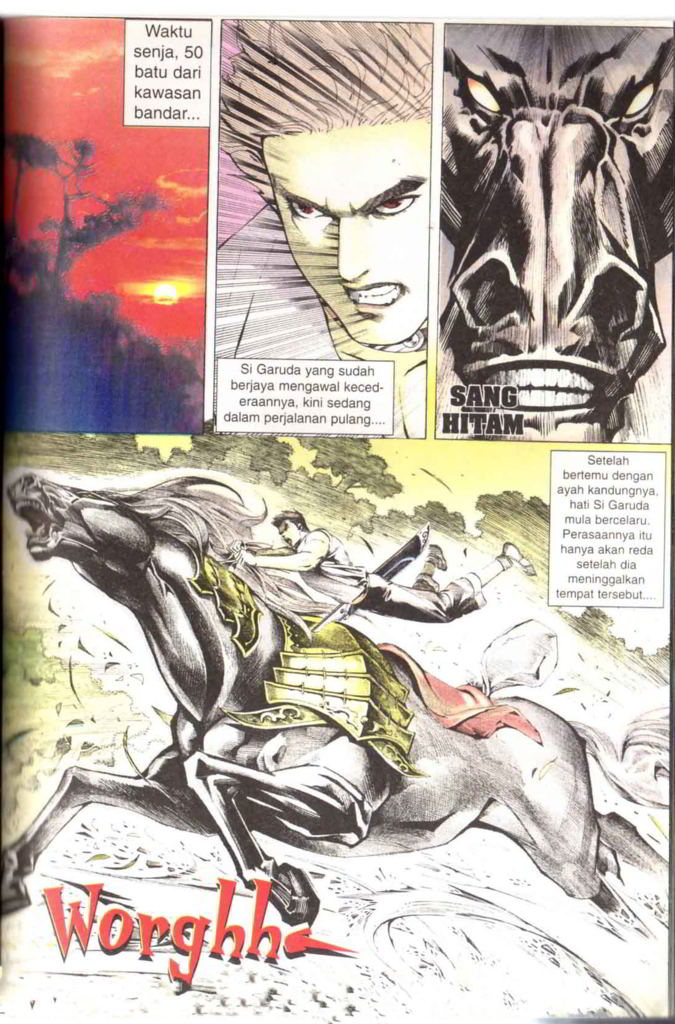 Waktu
senja, 50
batu dari
kawasan
bandar...
Si Garuda yang sudah
berjaya mengawal keced-
eraannya, kini sedang
dalam perjalanan pulang....
SANG
HITAM
Setelah
bertemu dengan
ayah kandungnya,
hati Si Garuda
mula bercelaru.
Perasaannya itu
hanya akan reda
setelah dia
meninggalkan
tempat tersebut....
Worghh